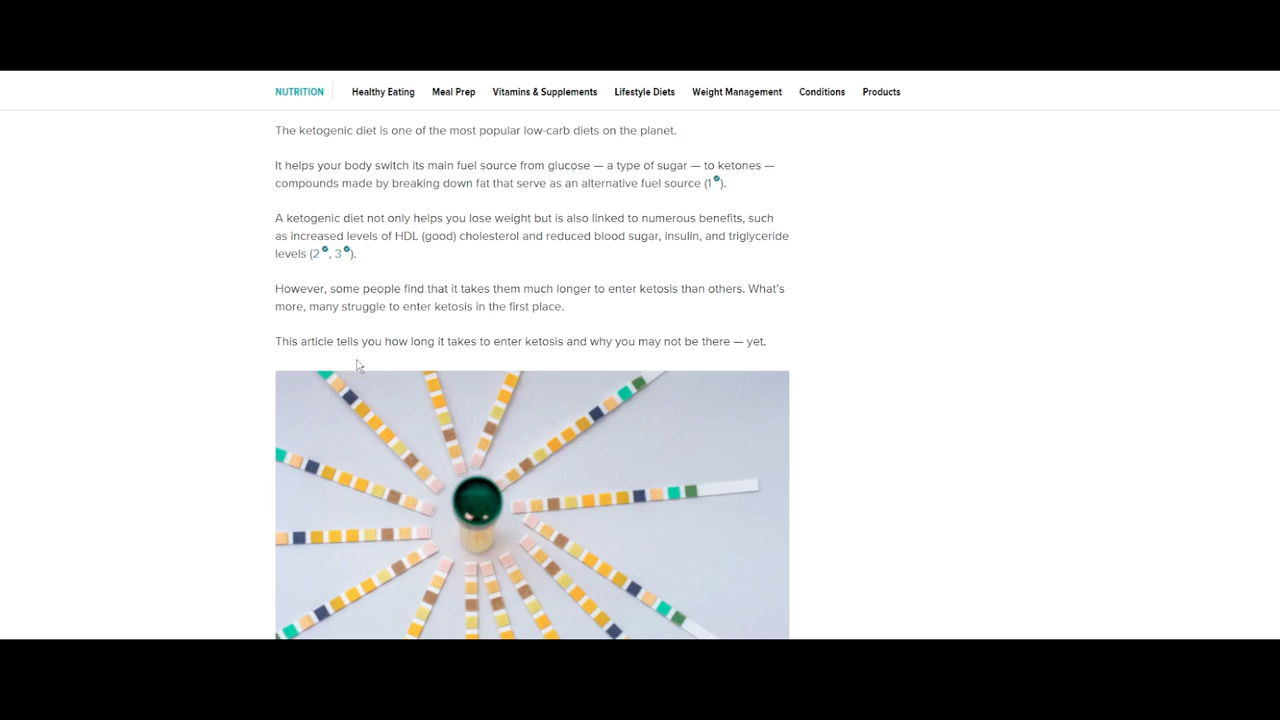 NUTRITION Healthy Eating Meal Prep Vitamins & Supplements Lifestyle Diets Weight Management Conditions Products
The ketogenic diet is one of the most popular low-carb diets on the planet.
It helps your body switch its main fuel source from glucose — a type of sugar — to ketones —
compounds made by breaking down fat that serve as an alternative fuel source (1).
A ketogenic diet not only helps you lose weight but is also linked to numerous benefits, such
as increased levels of HDL (good) cholesterol and reduced blood sugar, insulin, and triglyceride
levels (2, 3).
However, some people find that it takes them much longer to enter ketosis than others. What's
more, many struggle to enter ketosis in the first place.
This article tells you how long it takes to enter ketosis and why you may not be there — yet.